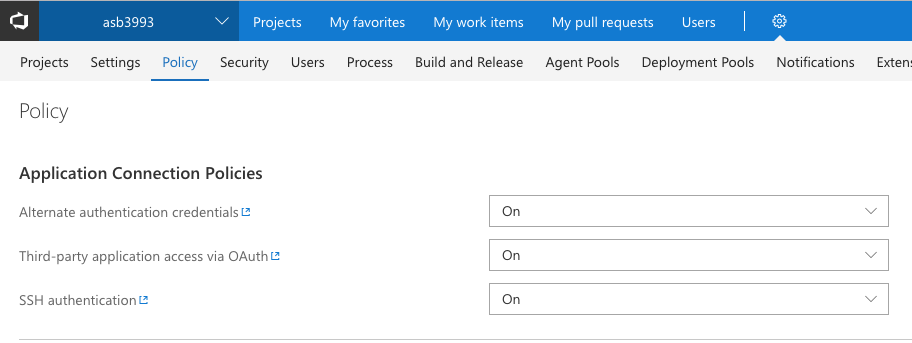 asb3993 Projects My favorites My work items My pull requests Users
Projects Settings Policy Security Users Process Build and Release Agent Pools Deployment Pools Notifications Extens
Policy
Application Connection Policies
Alternate authentication credentials On
Third-party application access via OAuth On
SSH authentication On